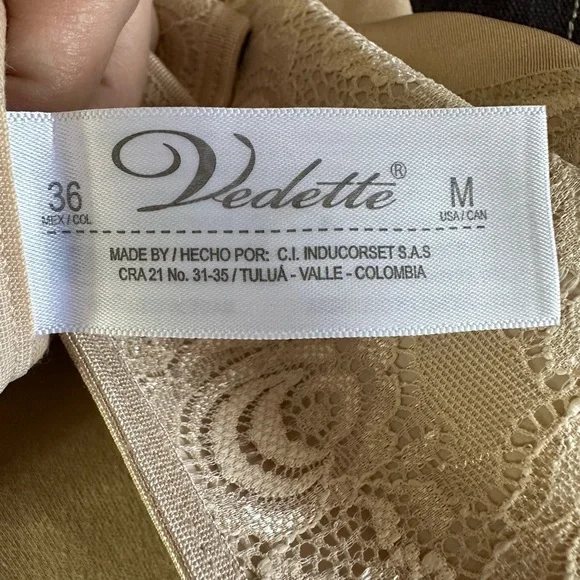 36 Vedette® M
MEX / COL USA / CAN
MADE BY / HECHO POR: C.I. INDUCORSET S.A.S
CRA 21 No. 31-35 / TULUÁ - VALLE - COLOMBIA